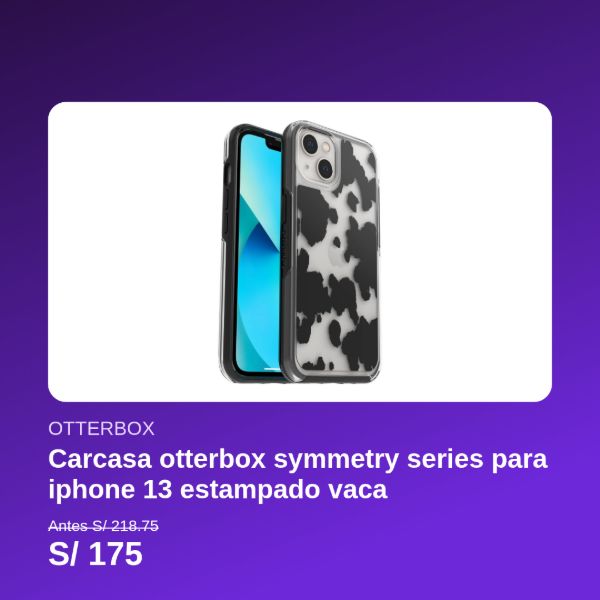 OTTERBOX
Carcasa otterbox symmetry series para
iphone 13 estampado vaca
Antes S/ 218.75
S/ 175